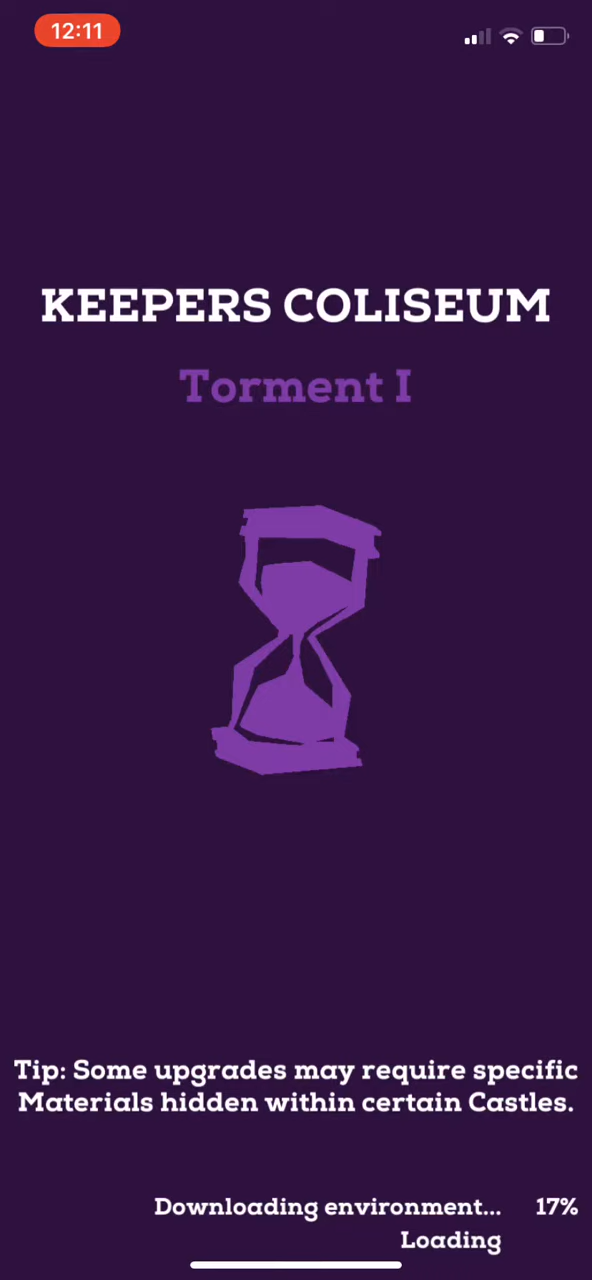 12:11
KEEPERS COLISEUM
Torment I
Tip: Some upgrades may require specific
Materials hidden within certain Castles.
Downloading environment... 17%
Loading